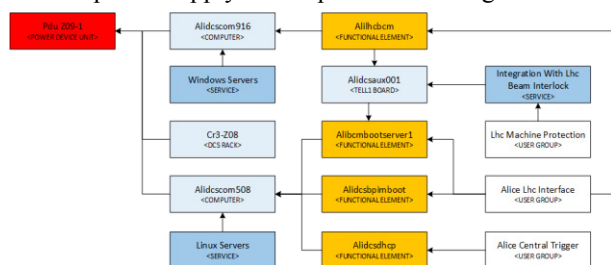 Pdu Z09-1
<POWER DEVICE UNIT>
Alidcscom916
<COMPUTER>
Alilhcbcm
<FUNCTIONAL ELEMENT>
Windows Servers
<SERVICE>
Alidcsaux001
<TELL1 BOARD>
Integration With Lhc
Beam Interlock
<SERVICE>
Cr3-Z08
<DCS RACK>
Alibcmbootserver1
<FUNCTIONAL ELEMENT>
Lhc Machine Protection
<USER GROUP>
Alidcscom508
<COMPUTER>
Alidcsbpimboot
<FUNCTIONAL ELEMENT>
Alice Lhc Interface
<USER GROUP>
Linux Servers
<SERVICE>
Alidcsdhcp
<FUNCTIONAL ELEMENT>
Alice Central Trigger
<USER GROUP>